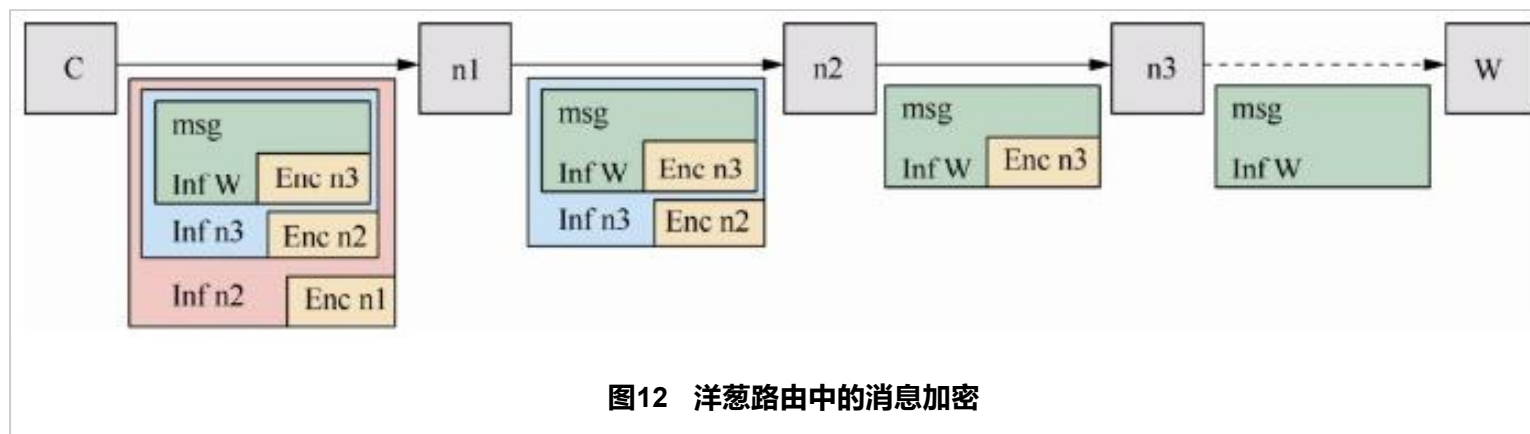 C
n1
n2
n3
W
msg
Inf W
Enc n3
Inf n3
Enc n2
Inf n2
Enc n1
msg
Inf W
Enc n3
Inf n3
Enc n2
msg
Inf W
Enc n3
msg
Inf W
图12 洋葱路由中的消息加密